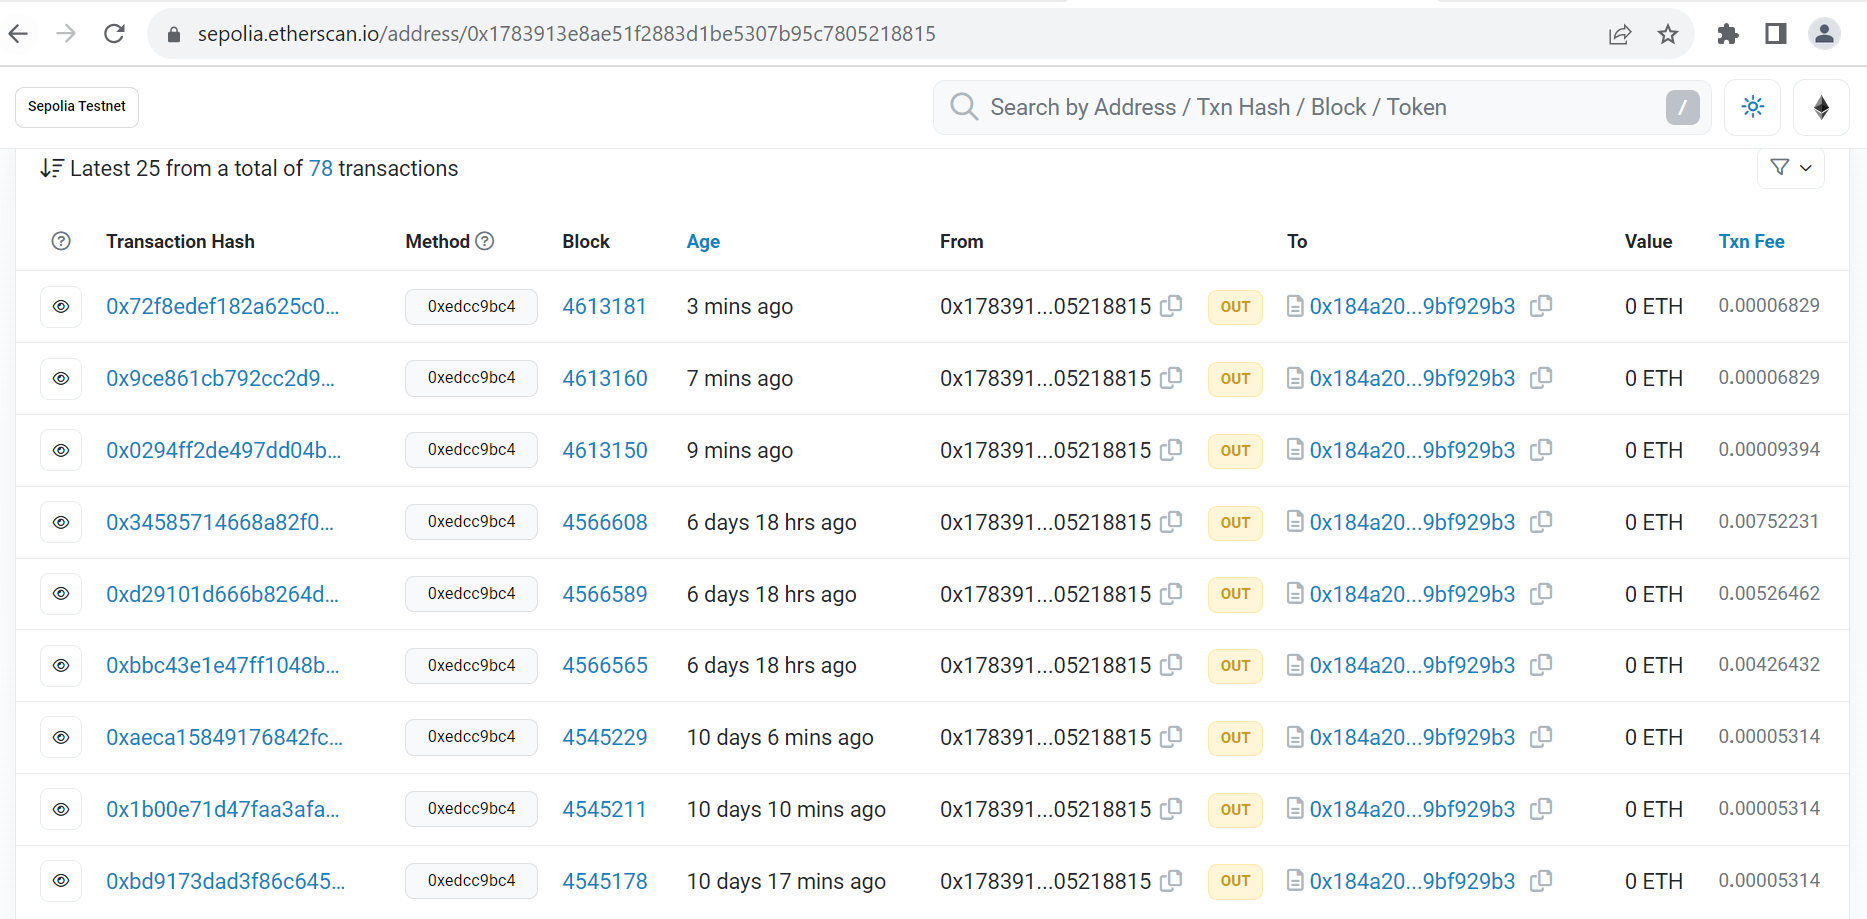 sepolia.etherscan.io/address/0x1783913e8ae51f2883d1be5307b95c7805218815
Sepolia Testnet
Search by Address / Txn Hash / Block / Token /
Latest 25 from a total of 78 transactions
? Transaction Hash Method ? Block Age From To Value Txn Fee
0x72f8edef182a625c0... 0xedcc9bc4 4613181 3 mins ago 0x178391...05218815 OUT 0x184a20...9bf929b3 0 ETH 0.00006829
0x9ce861cb792cc2d9... 0xedcc9bc4 4613160 7 mins ago 0x178391...05218815 OUT 0x184a20...9bf929b3 0 ETH 0.00006829
0x0294ff2de497dd04b... 0xedcc9bc4 4613150 9 mins ago 0x178391...05218815 OUT 0x184a20...9bf929b3 0 ETH 0.00009394
0x34585714668a82f0... 0xedcc9bc4 4566608 6 days 18 hrs ago 0x178391...05218815 OUT 0x184a20...9bf929b3 0 ETH 0.00752231
0xd29101d666b8264d... 0xedcc9bc4 4566589 6 days 18 hrs ago 0x178391...05218815 OUT 0x184a20...9bf929b3 0 ETH 0.00526462
0xbbc43e1e47ff1048b... 0xedcc9bc4 4566565 6 days 18 hrs ago 0x178391...05218815 OUT 0x184a20...9bf929b3 0 ETH 0.00426432
0xaeca15849176842fc... 0xedcc9bc4 4545229 10 days 6 mins ago 0x178391...05218815 OUT 0x184a20...9bf929b3 0 ETH 0.00005314
0x1b00e71d47faa3afa... 0xedcc9bc4 4545211 10 days 10 mins ago 0x178391...05218815 OUT 0x184a20...9bf929b3 0 ETH 0.00005314
0xbd9173dad3f86c645... 0xedcc9bc4 4545178 10 days 17 mins ago 0x178391...05218815 OUT 0x184a20...9bf929b3 0 ETH 0.00005314